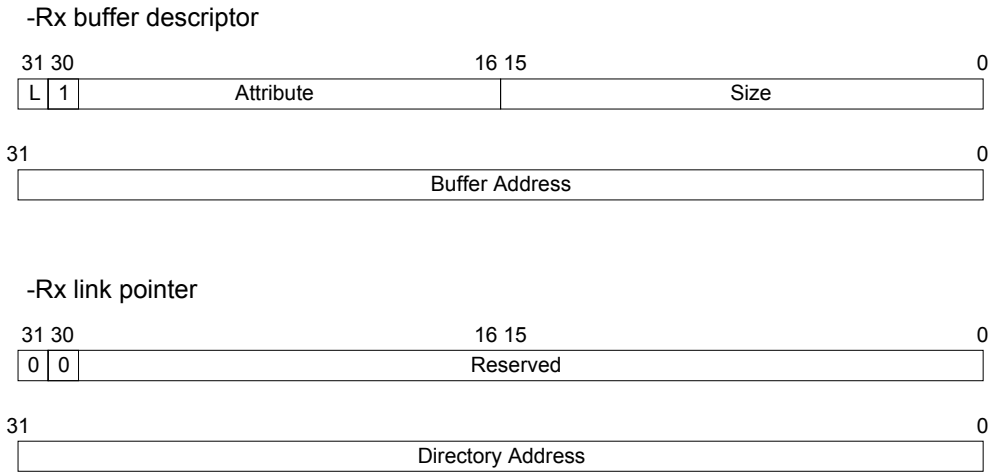 -Rx buffer descriptor
31 30 16 15 0
L 1 Attribute Size
31 0
Buffer Address
-Rx link pointer
31 30 16 15 0
0 0 Reserved
31 0
Directory Address